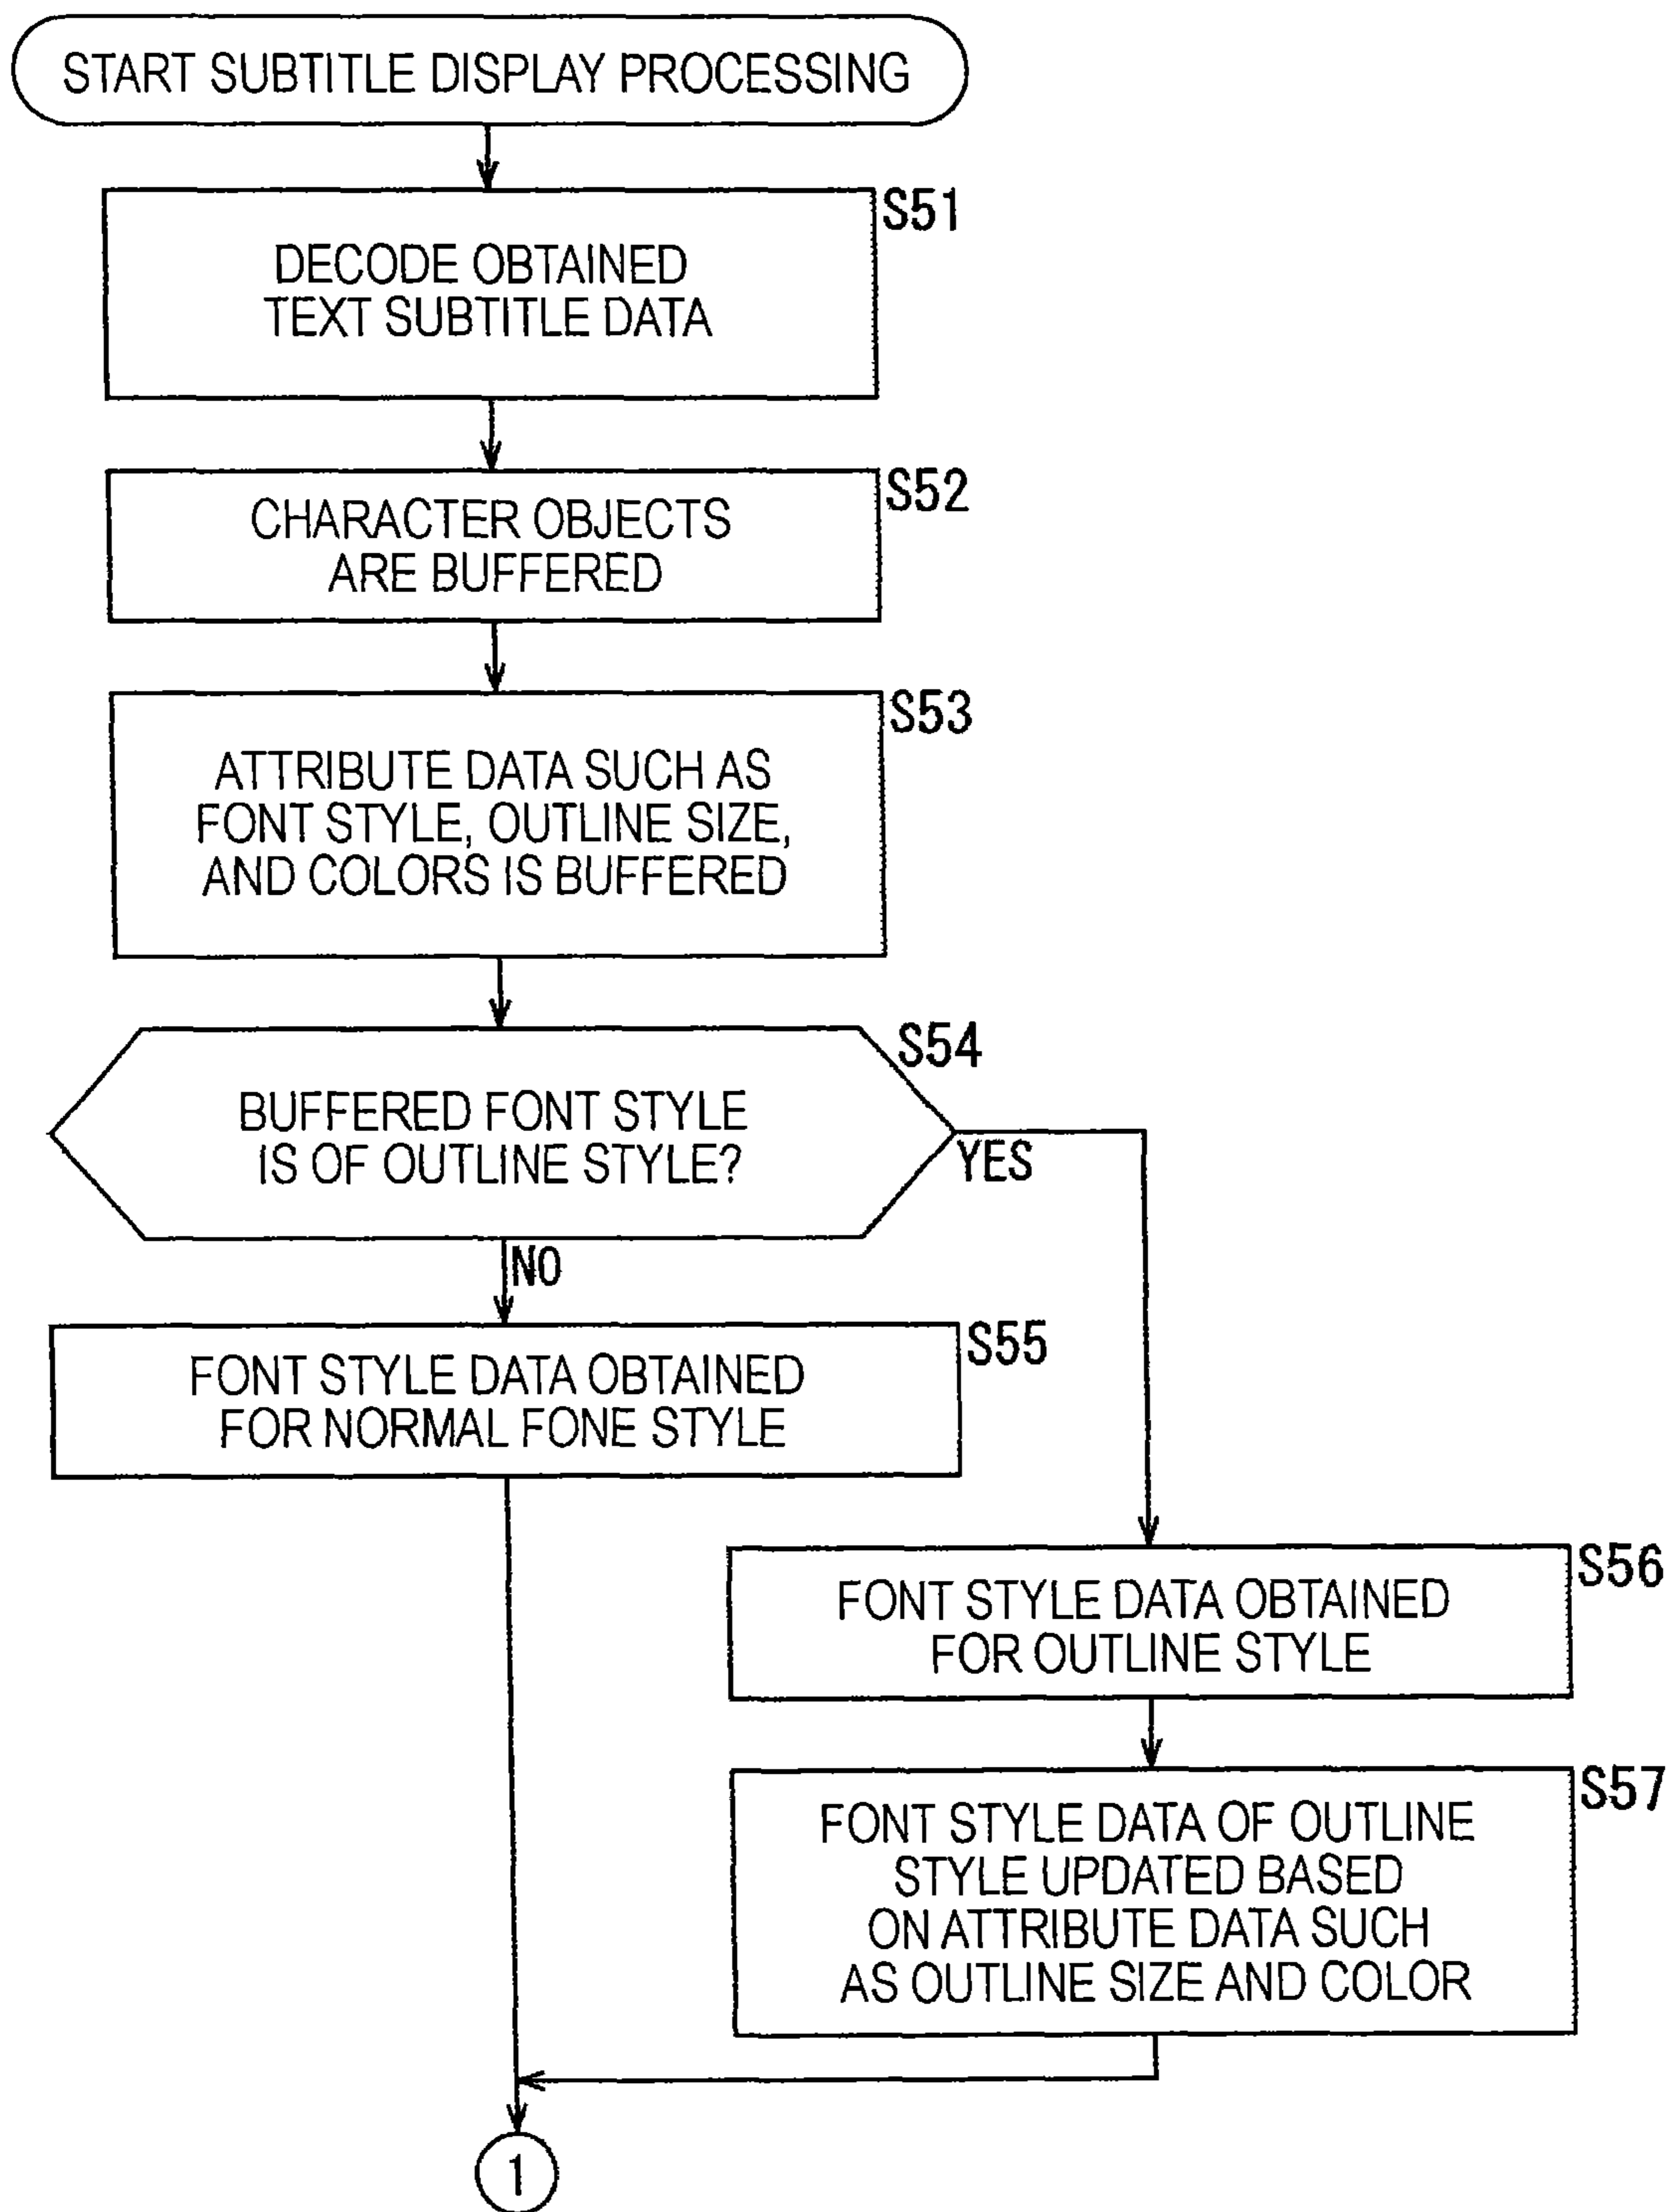 START SUBTITLE DISPLAY PROCESSING
S51
DECODE OBTAINED
TEXT SUBTITLE DATA
S52
CHARACTER OBJECTS
ARE BUFFERED
S53
ATTRIBUTE DATA SUCH AS
FONT STYLE, OUTLINE SIZE,
AND COLORS IS BUFFERED
S54
BUFFERED FONT STYLE
IS OF OUTLINE STYLE?
YES
NO
S55
FONT STYLE DATA OBTAINED
FOR NORMAL FONE STYLE
S56
FONT STYLE DATA OBTAINED
FOR OUTLINE STYLE
S57
FONT STYLE DATA OF OUTLINE
STYLE UPDATED BASED
ON ATTRIBUTE DATA SUCH
AS OUTLINE SIZE AND COLOR
1